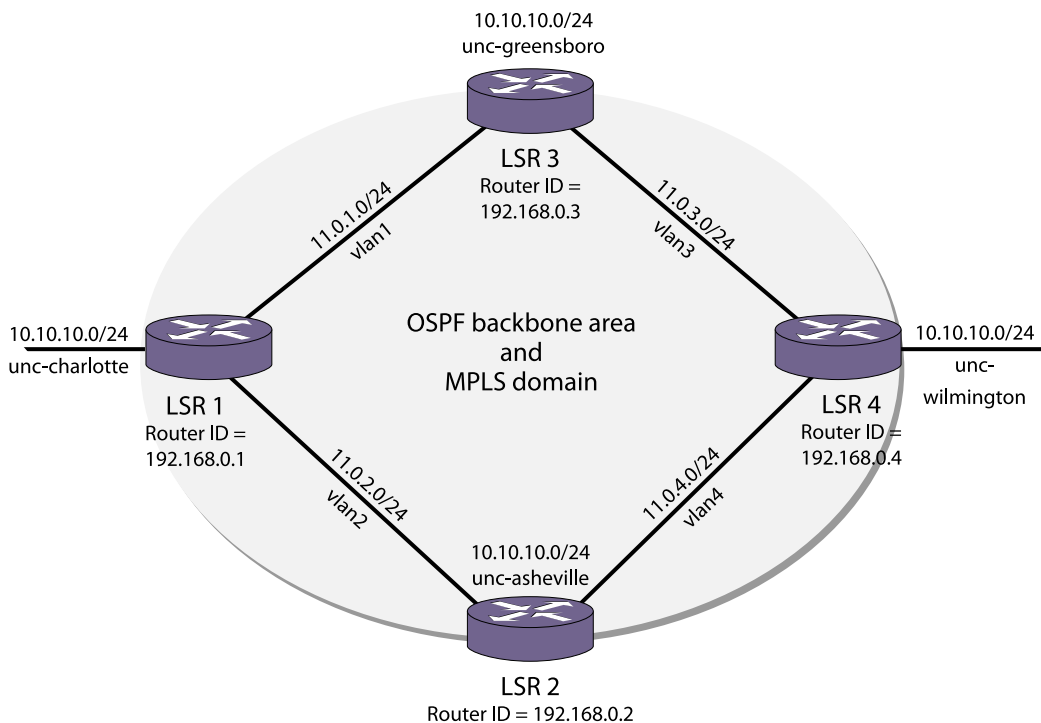 10.10.10.0/24
unc-greensboro
LSR 3
Router ID =
192.168.0.3
11.0.1.0/24
vlan1
11.0.3.0/24
vlan3
10.10.10.0/24
unc-charlotte
LSR 1
Router ID =
192.168.0.1
OSPF backbone area
and
MPLS domain
10.10.10.0/24
unc-
wilmington
LSR 4
Router ID =
192.168.0.4
11.0.2.0/24
vlan2
11.0.4.0/24
vlan4
10.10.10.0/24
unc-asheville
LSR 2
Router ID = 192.168.0.2